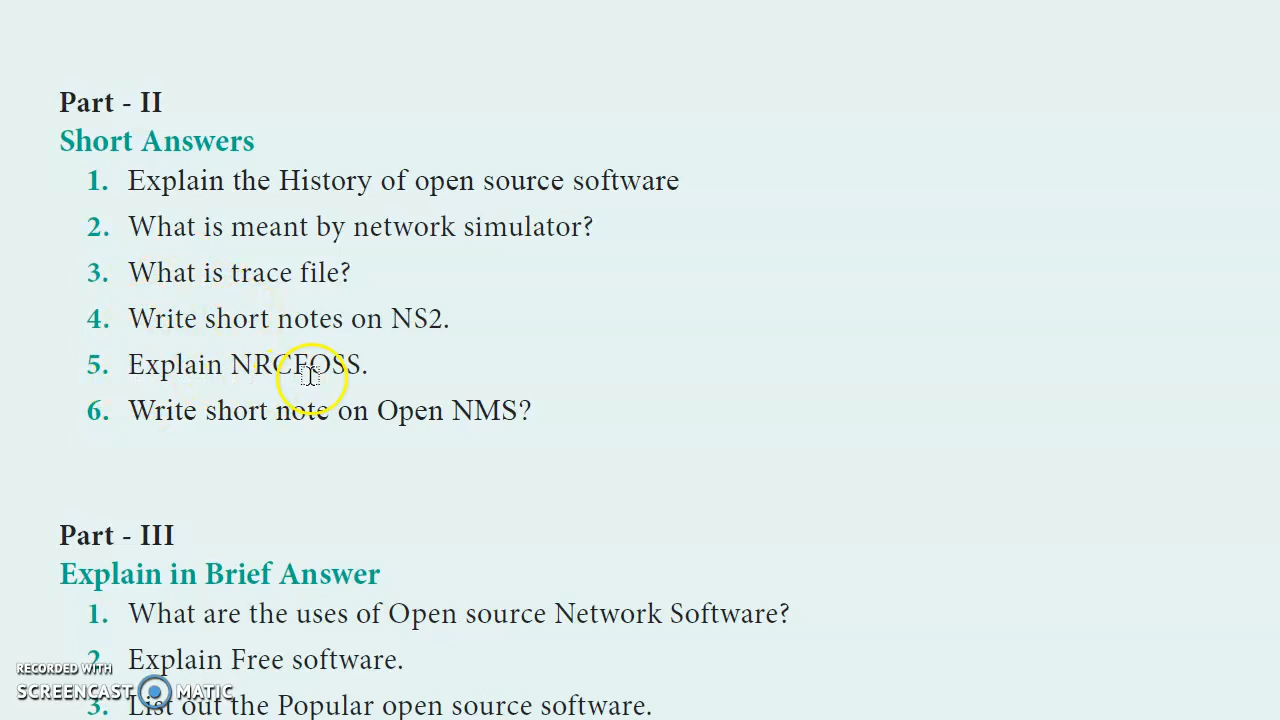 Part - II
Short Answers
1. Explain the History of open source software
2. What is meant by network simulator?
3. What is trace file?
4. Write short notes on NS2.
5. Explain NRCFOSS.
6. Write short note on Open NMS?
Part - III
Explain in Brief Answer
1. What are the uses of Open source Network Software?
2. Explain Free software.
3. List out the Popular open source software.
RECORDED WITH
SCREENCAST MATIC